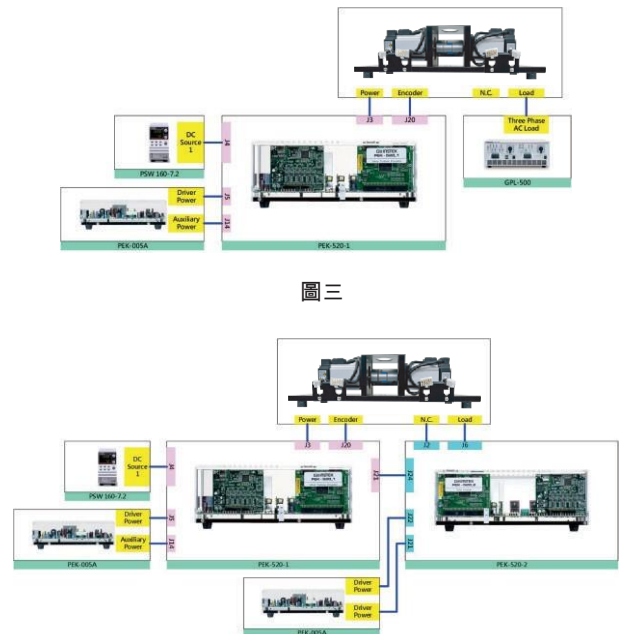 Power Encoder N.C. Load
J3 J20
Three Phase
AC Load
DC
Source
1
J4
PSW 160-7.2
GPL-500
Driver
Power
J5
Auxiliary
Power
J14
PEK-005A
PEK-520-1
圖三
Power Encoder N.C. Load
J3 J20 J2 J6
DC
Source
1
J4
J21
J24
PSW 160-7.2
Driver
Power
J5
J22
Auxiliary
Power
J14
J21
PEK-005A
PEK-520-1
PEK-520-2
Driver
Power
Driver
Power
PEK-005A